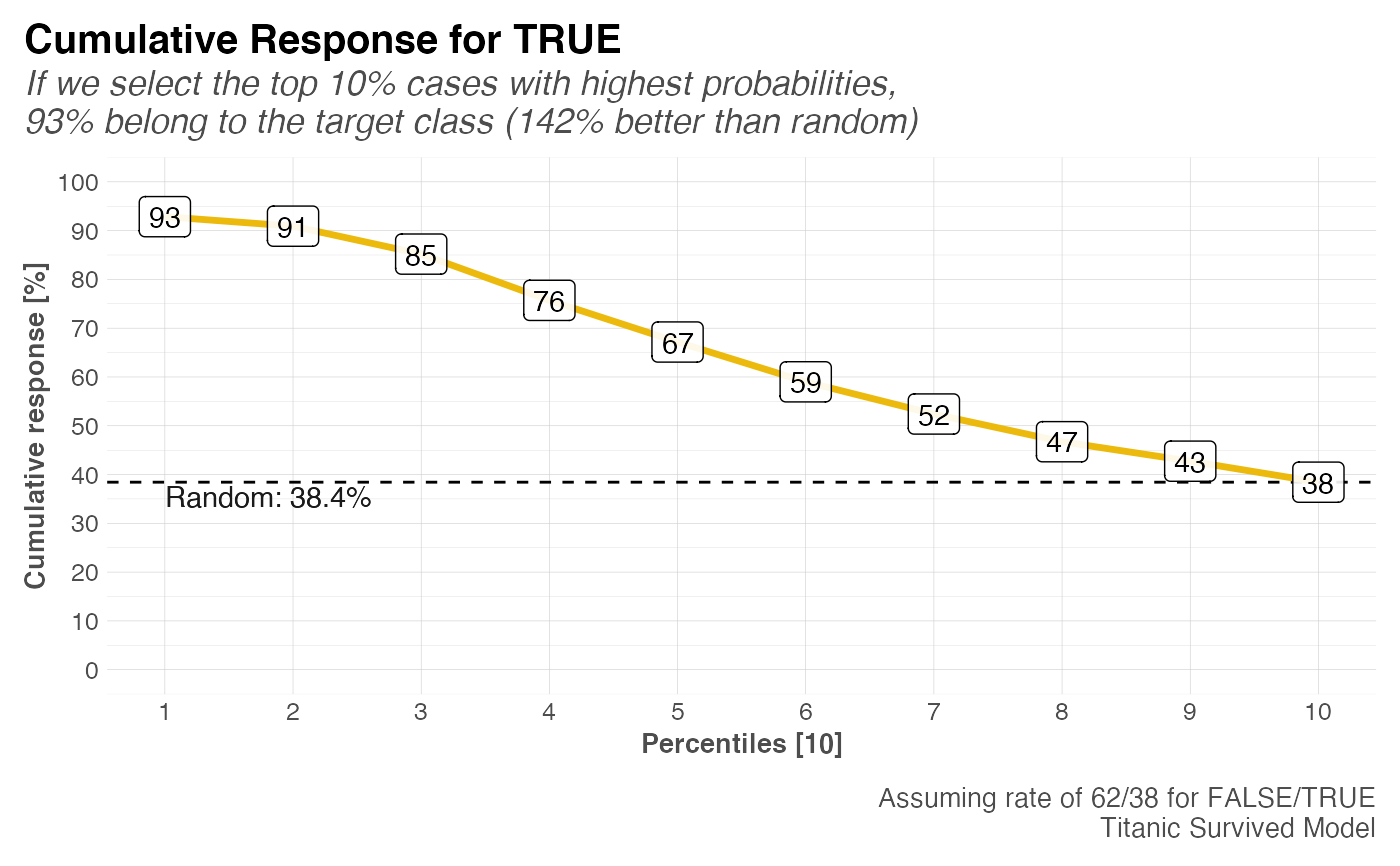 Cumulative Response for TRUE
If we select the top 10% cases with highest probabilities,
93% belong to the target class (142% better than random)
Cumulative response [%]
100
90
80
70
60
50
40
30
20
10
0
93
91
85
76
67
59
52
47
43
38
Random: 38.4%
1 2 3 4 5 6 7 8 9 10
Percentiles [10]
Assuming rate of 62/38 for FALSE/TRUE
Titanic Survived Model